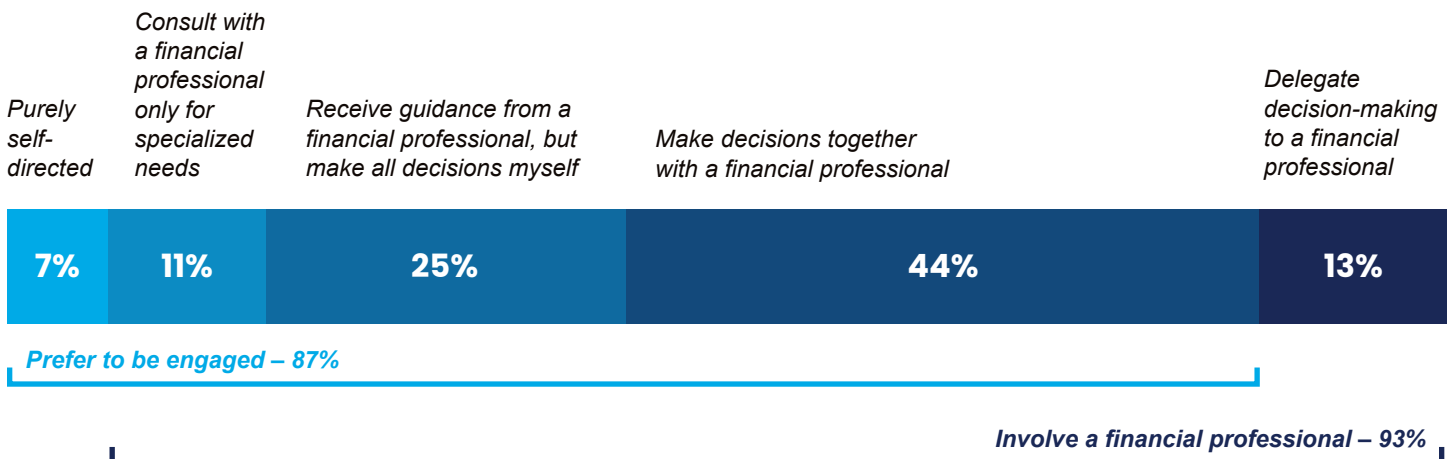 Purely
self-
directed
Consult with
a financial
professional
only for
specialized
needs
Receive guidance from a
financial professional, but
make all decisions myself
Make decisions together
with a financial professional
Delegate
decision-making
to a financial
professional
7%
11%
25%
44%
13%
Prefer to be engaged – 87%
Involve a financial professional – 93%